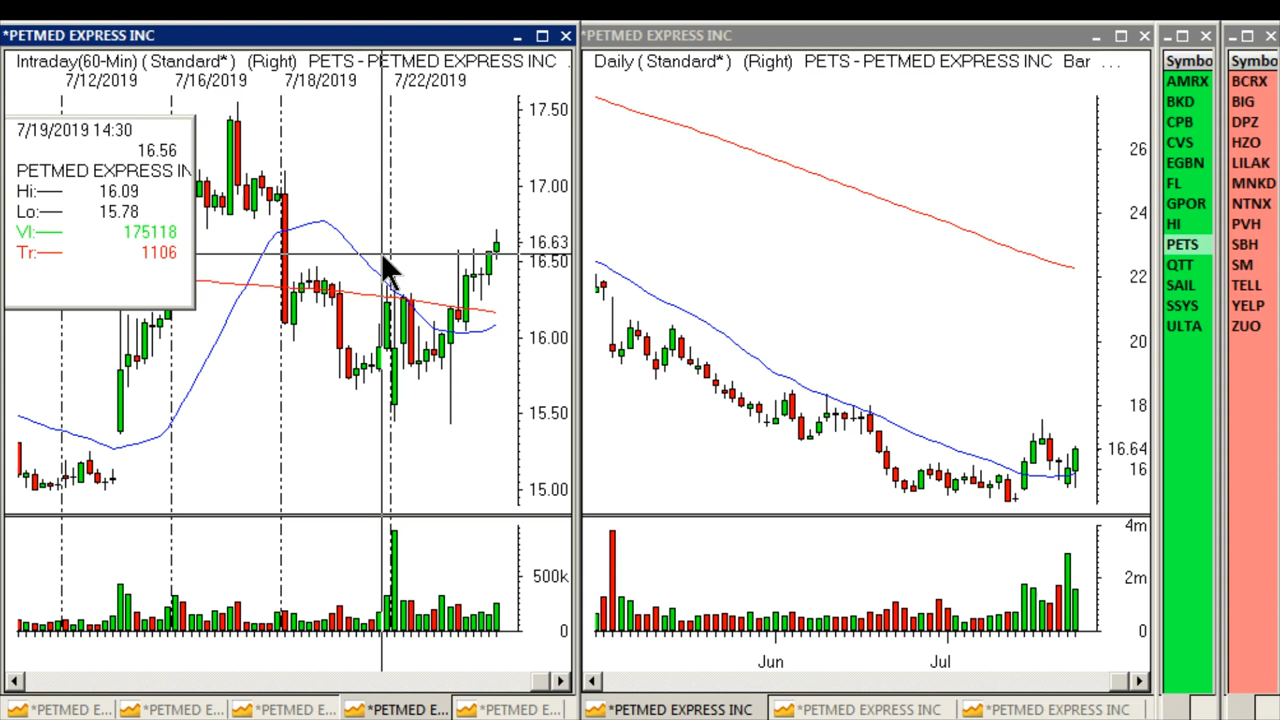 *PETMED EXPRESS INC
Intraday(60-Min) ( Standard* ) (Right) PETS - PETMED EXPRESS INC .
7/12/2019 7/16/2019 7/18/2019 7/22/2019
17.50
17.00
16.63
16.50
16.00
15.50
15.00
500k
0
7/19/2019 14:30
16.56
PETMED EXPRESS IN
Hi: 16.09
Lo: 15.78
Vl: 175118
Tr: 1106
*PETMED EXPRESS INC
Daily ( Standard* ) (Right) PETS - PETMED EXPRESS INC Bar ...
26
24
22
20
18
16.64
16
4m
2m
0
Jun Jul
Symbo
AMRX
BKD
CPB
CVS
EGBN
FL
GPOR
HI
PETS
QTT
SAIL
SSYS
ULTA
Symbo
BCRX
BIG
DPZ
HZO
LILAK
MNKD
NTNX
PVH
SBH
SM
TELL
YELP
ZUO
*PETMED E... *PETMED E... *PETMED E... *PETMED E... *PETMED E...
*PETMED EXPRESS INC *PETMED EXPRESS INC *PETMED EXPRESS INC